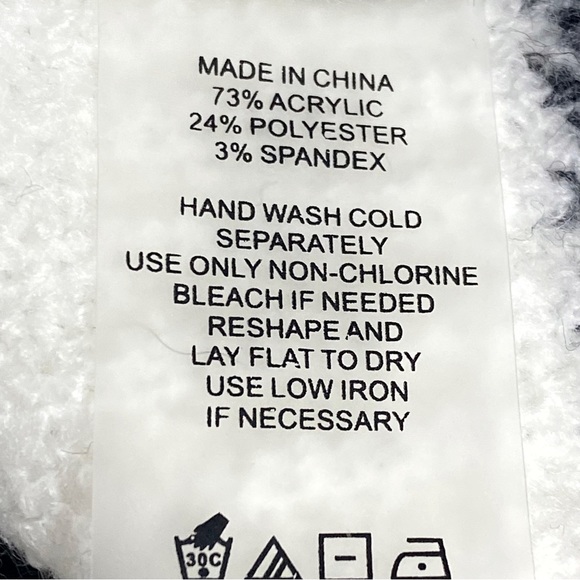 MADE IN CHINA
73% ACRYLIC
24% POLYESTER
3% SPANDEX
HAND WASH COLD
SEPARATELY
USE ONLY NON-CHLORINE
BLEACH IF NEEDED
RESHAPE AND
LAY FLAT TO DRY
USE LOW IRON
IF NECESSARY
30C